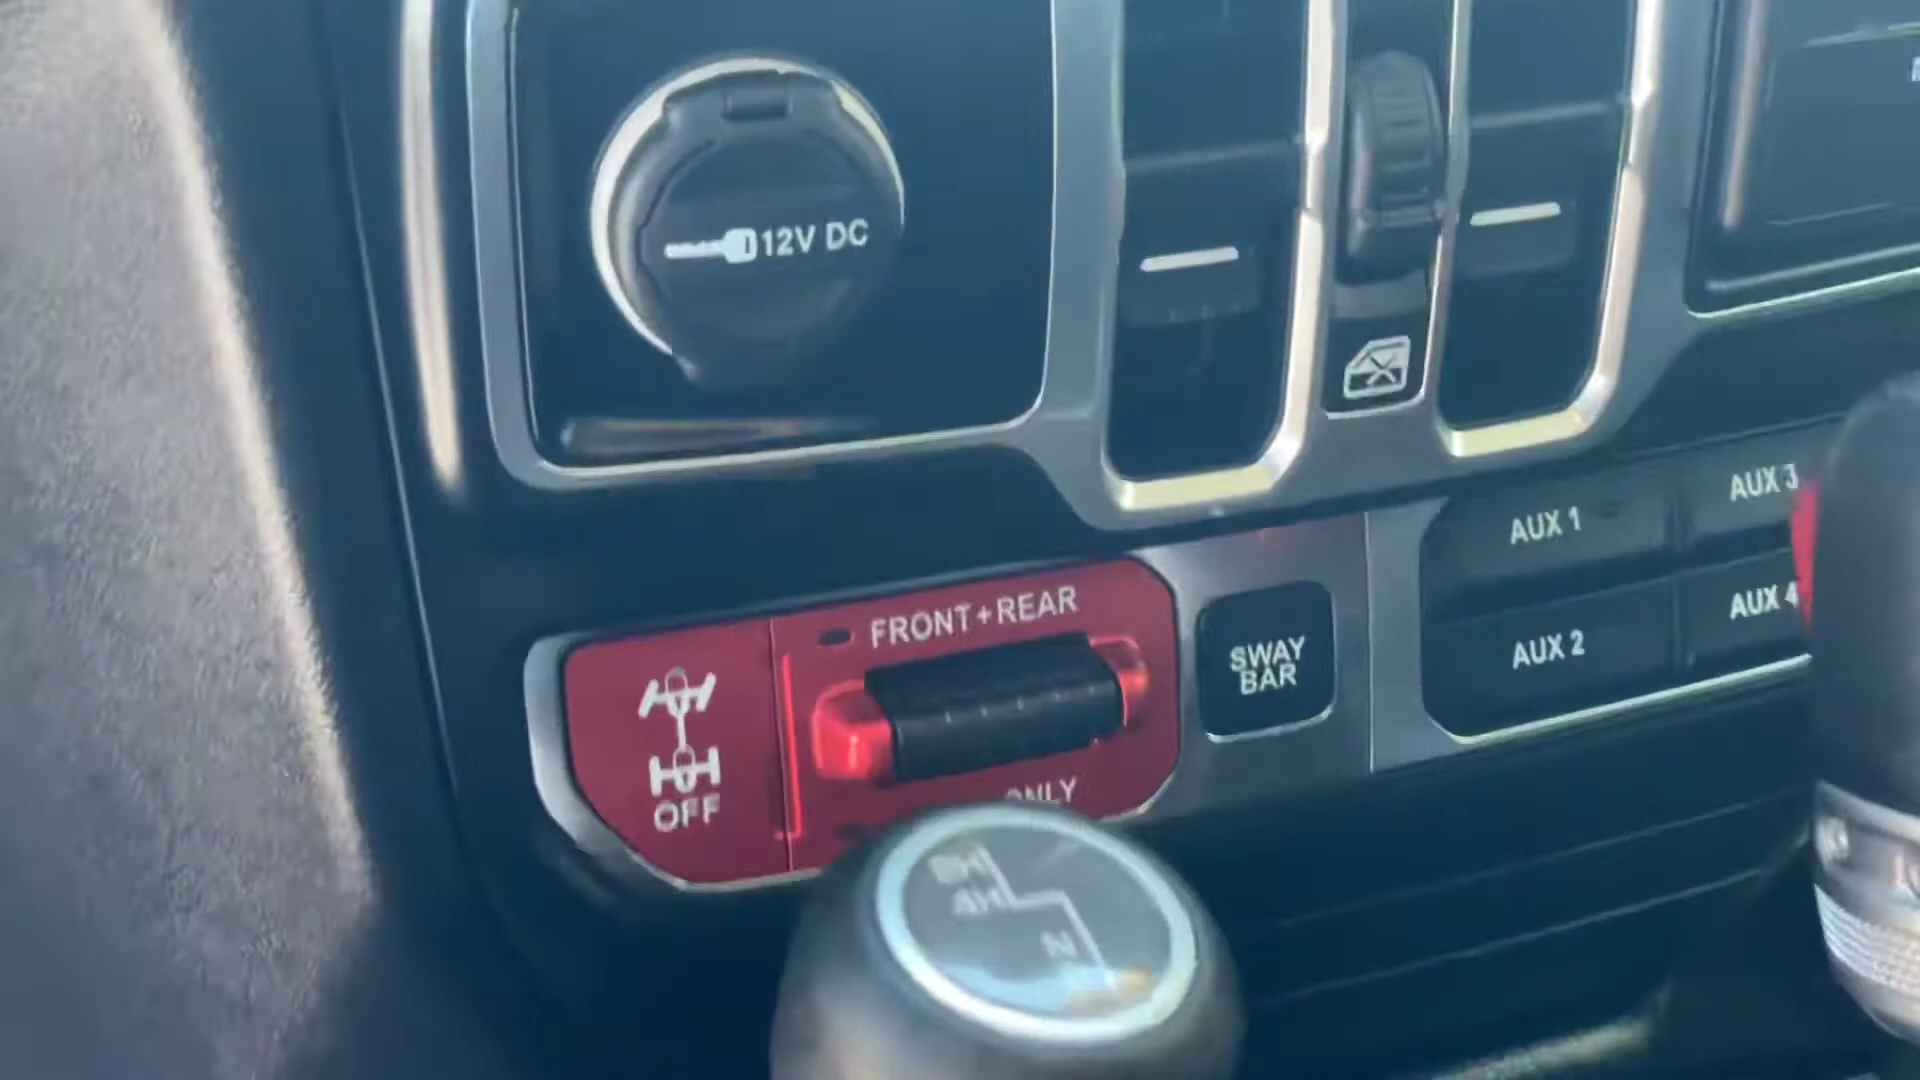 12V DC
AUX 1
AUX 3
AUX 2
AUX 4
FRONT+REAR
SWAY
BAR
OFF
ONLY
4H
N